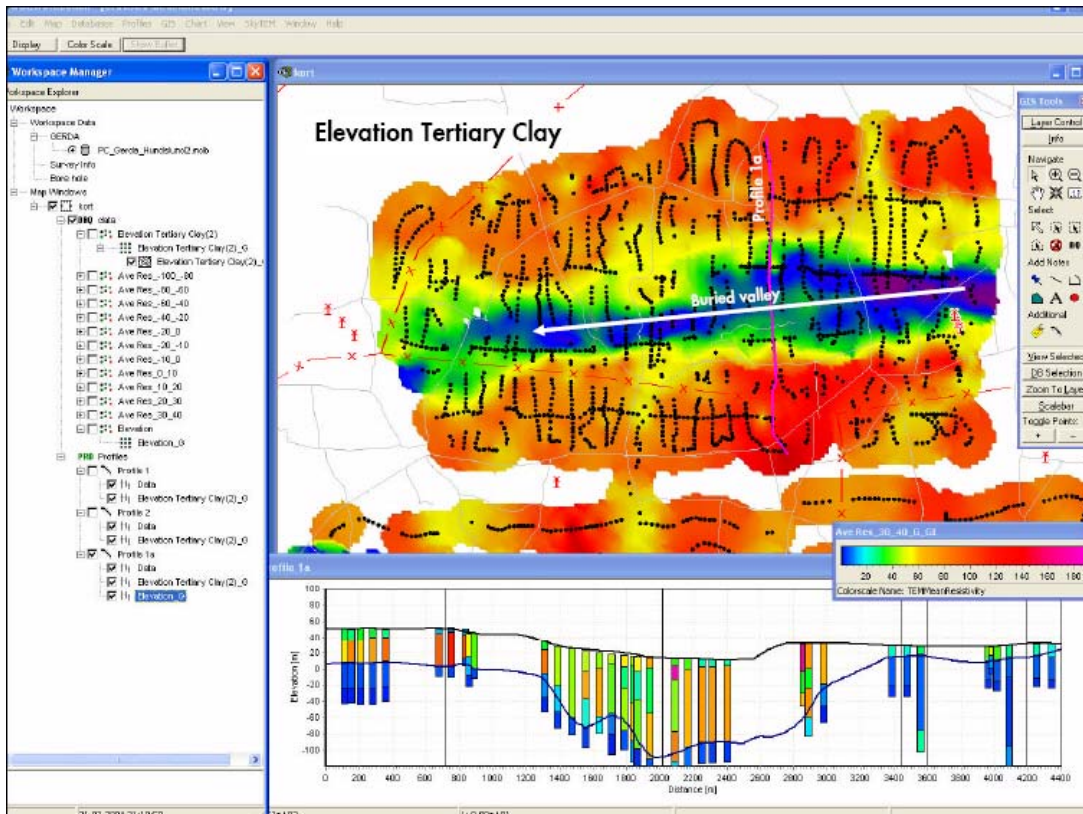 Edit Map Database Profiles GIS Chart View SkyTEM Window Help
Display Color Scale Show Bullet
Workspace Manager
Workspace Explorer
Workspace
Workspace Data
GERDA
Survey Info
Bore hole
Map Windows
kort
data
Elevation Tertiary Clay(2)
Elevation Tertiary Clay(2)_G
Elevation Tertiary Clay(2)_
Ave Res_-100_-80
Ave Res_-80_-60
Ave Res_-60_-40
Ave Res_-40_-20
Ave Res_-20_0
Ave Res_-20_-10
Ave Res_-10_0
Ave Res_0_10
Ave Res_10_20
Ave Res_20_30
Ave Res_30_40
Elevation
Elevation_G
PRO Profiles
Profile 1
Data
Elevation Tertiary Clay(2)_G
Profile 2
Data
Elevation Tertiary Clay(2)_G
Profile 1a
Data
Elevation Tertiary Clay(2)_G
Elevation_G
kort
Elevation Tertiary Clay
Profile 1a
Buried valley
GIS Tools
Layer Control
Info
Navigate
Select
Add Notes
Additional
View Selected
DB Selection
Zoom To Layer
Scalebar
Toggle Points:
+ -
Ave Res_30_40_G_GI
20 40 60 80 100 120 140 160 180
Colorscale Name: TEMMeanResistivity
rofile 1a
Elevation [m]
100
80
60
40
20
0
-20
-40
-60
-80
-100
0 200 400 600 800 1000 1200 1400 1600 1800 2000 2200 2400 2600 2800 3000 3200 3400 3600 3800 4000 4200 4400
Distance [m]